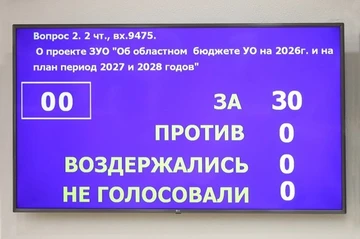 Вопрос 2. 2 чт., вх.9475.
О проекте ЗУО "Об областном бюджете УО на 2026г. и на
план период 2027 и 2028 годов"
00
ЗА 30
ПРОТИВ 0
ВОЗДЕРЖАЛИСЬ 0
НЕ ГОЛОСОВАЛИ 0